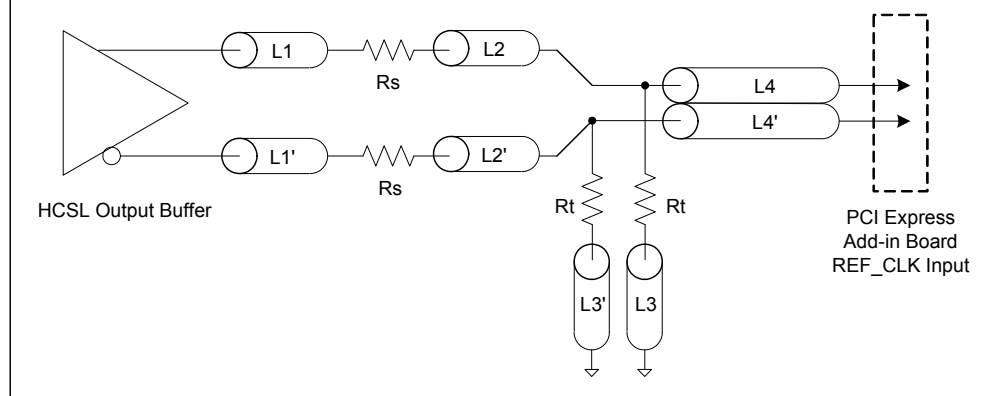 L1
Rs
L2
L4
L4'
L1'
Rs
L2'
HCSL Output Buffer
Rt
Rt
L3'
L3
PCI Express
Add-in Board
REF_CLK Input